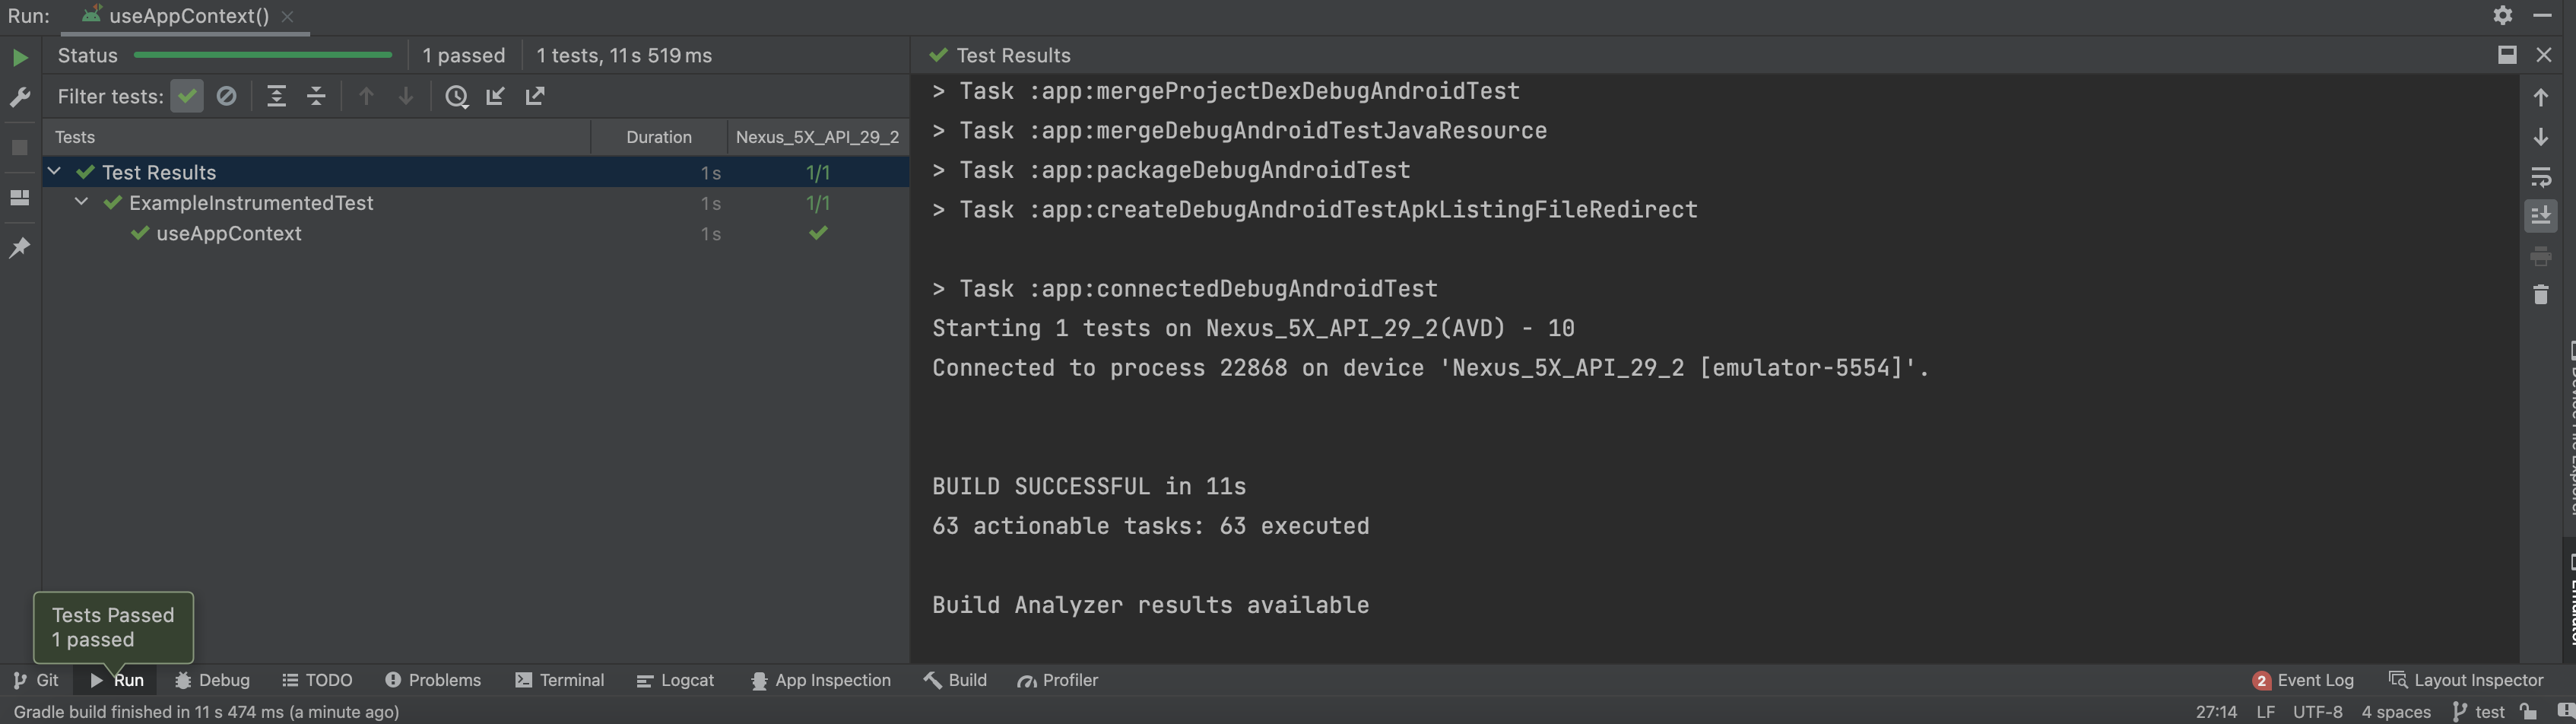 Run: useAppContext()
Status 1 passed 1 tests, 11 s 519 ms
Filter tests:
Tests Duration Nexus_5X_API_29_2
Test Results 1 s 1/1
ExampleInstrumentedTest 1 s 1/1
useAppContext 1 s
Test Results
> Task :app:mergeProjectDexDebugAndroidTest
> Task :app:mergeDebugAndroidTestJavaResource
> Task :app:packageDebugAndroidTest
> Task :app:createDebugAndroidTestApkListingFileRedirect
> Task :app:connectedDebugAndroidTest
Starting 1 tests on Nexus_5X_API_29_2(AVD) - 10
Connected to process 22868 on device 'Nexus_5X_API_29_2 [emulator-5554]'.
BUILD SUCCESSFUL in 11s
63 actionable tasks: 63 executed
Build Analyzer results available
Tests Passed
1 passed
Git Run Debug TODO Problems Terminal Logcat App Inspection Build Profiler 2 Event Log Layout Inspector
Gradle build finished in 11 s 474 ms (a minute ago) 27:14 LF UTF-8 4 spaces test